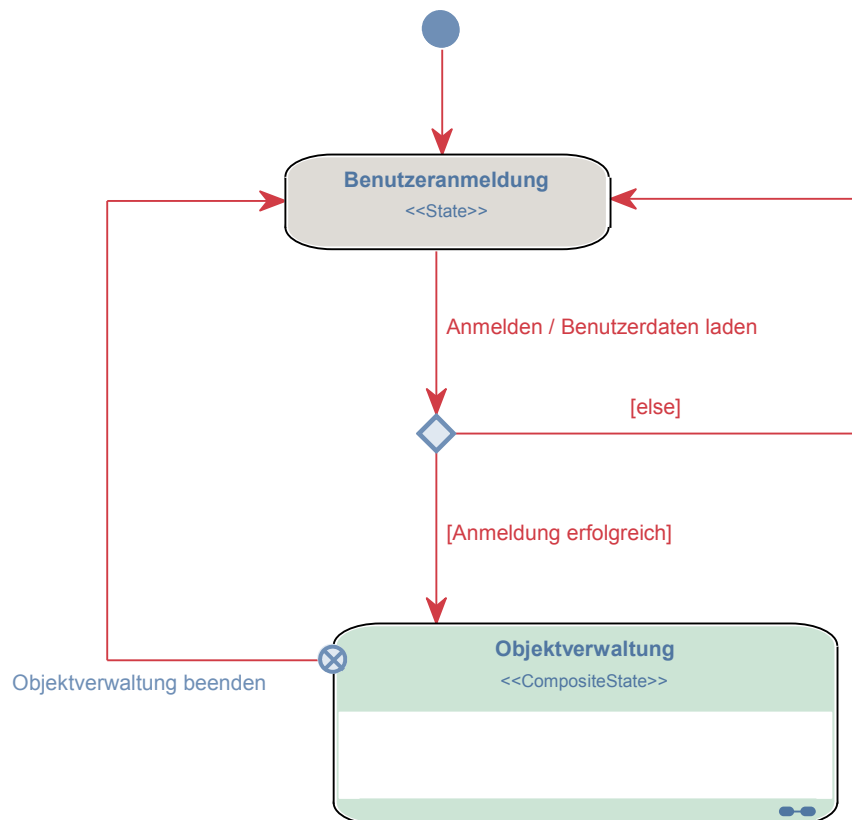 Benutzeranmeldung
<<State>>
Anmelden / Benutzerdaten laden
[else]
[Anmeldung erfolgreich]
Objektverwaltung
<<CompositeState>>
Objektverwaltung beenden